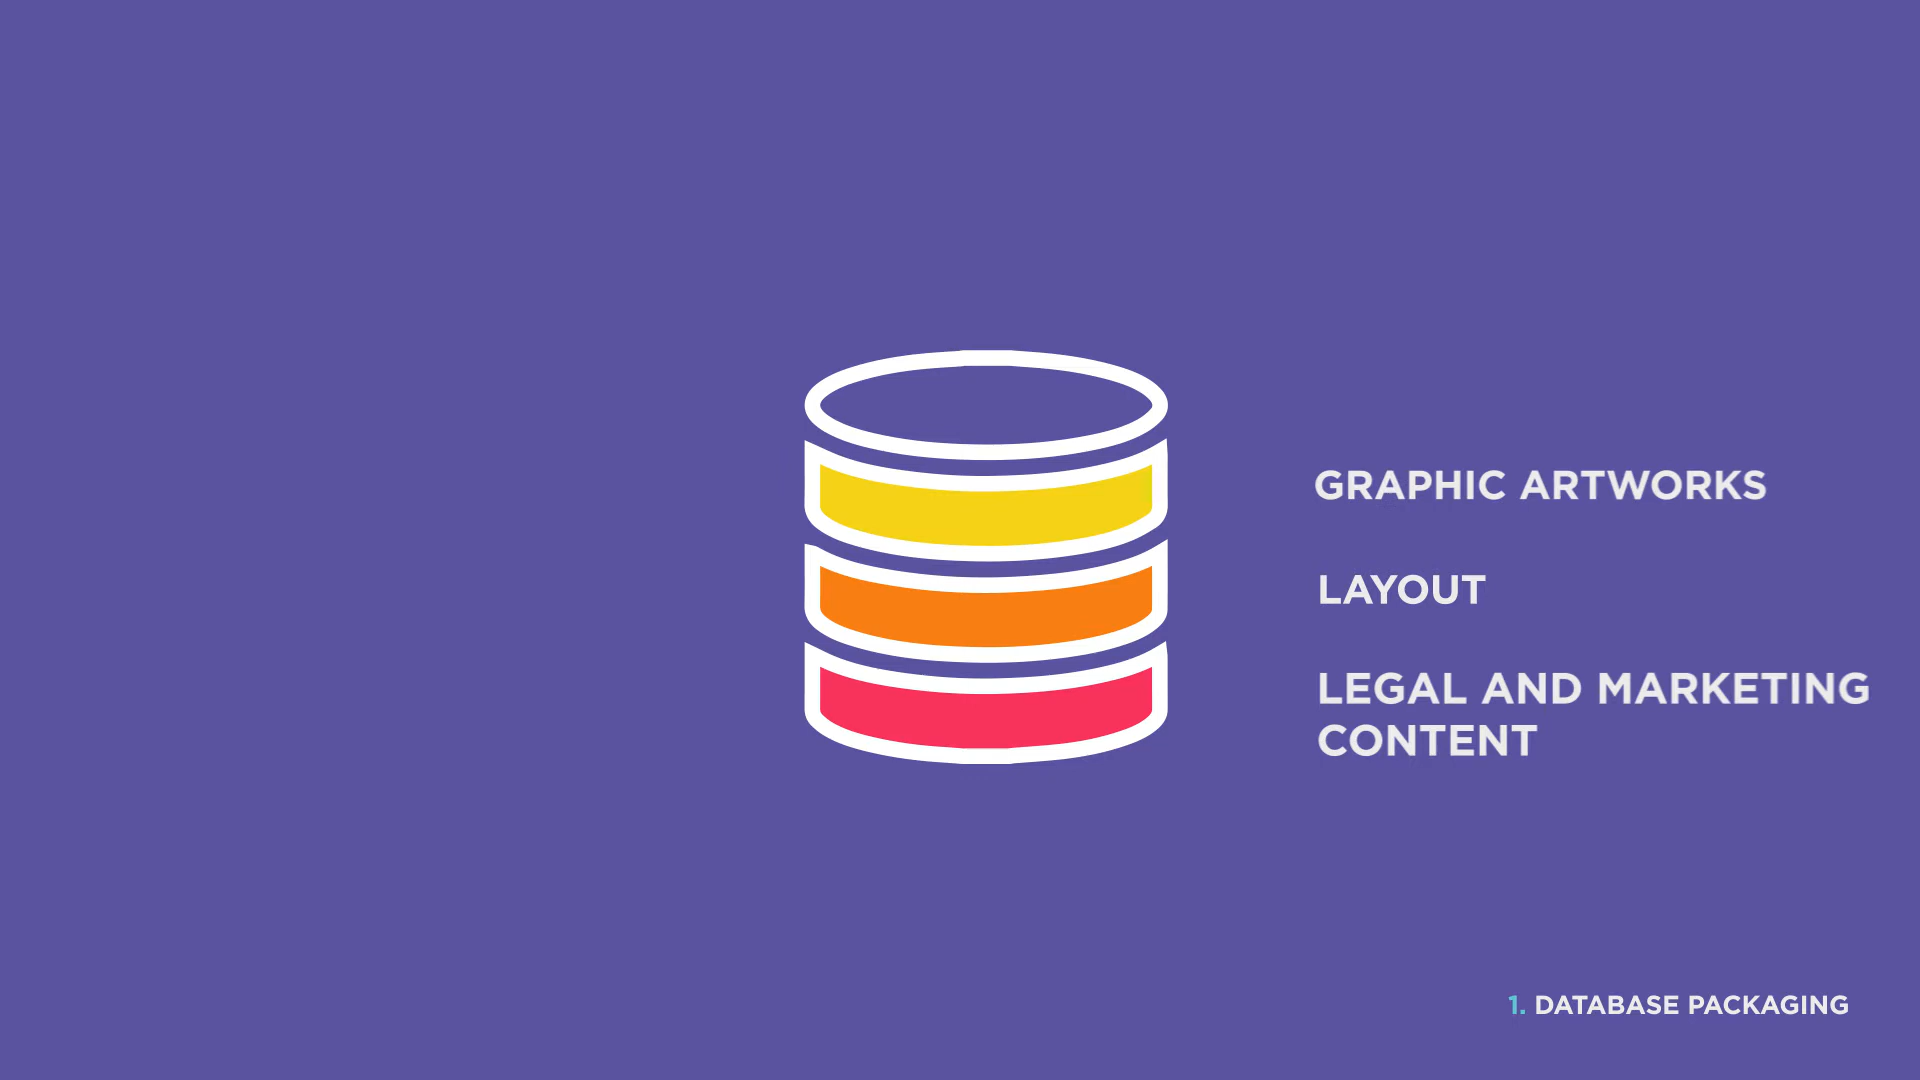 GRAPHIC ARTWORKS
LAYOUT
LEGAL AND MARKETING
CONTENT
1. DATABASE PACKAGING